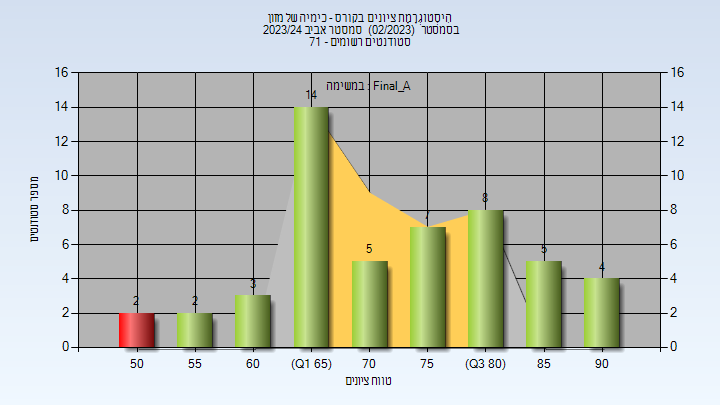 היסטוגרמת ציונים בקורס - כימיה של מזון
בסמסטר (02/2023) סמסטר אביב 2023/24
סטודנטים רשומים - 71
במשימה : Final_A
מספר סטודנטים
16 16
14 14
12 12
10 10
8 8
6 6
4 4
2 2
0 0
2 2 3 14 5 7 8 5 4
50 55 60 (Q1 65) 70 75 (Q3 80) 85 90
טווח ציונים